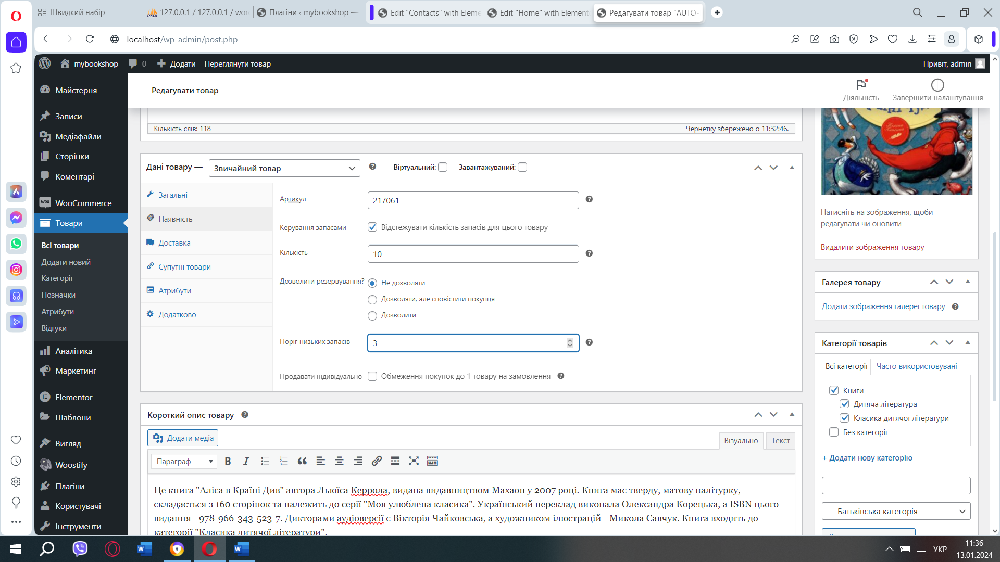 Швидкий набір
127.0.0.1 / 127.0.0.1 / wor
Плагіни ‹ mybookshop —
Edit "Contacts" with Eleme
Edit "Home" with Element
Редагувати товар “AUTO-
localhost/wp-admin/post.php
mybookshop
0
Додати
Переглянути товар
Привіт, admin
Майстерня
Записи
Медіафайли
Сторінки
Коментарі
WooCommerce
Товари
Всі товари
Додати новий
Категорії
Позначки
Атрибути
Відгуки
Аналітика
Маркетинг
Elementor
Шаблони
Вигляд
Woostify
Плагіни
Користувачі
Інструменти
Редагувати товар
Діяльність
Завершити налаштування
Кількість слів: 118
Чернетку збережено о 11:32:46.
Дані товару —
Звичайний товар
Віртуальний:
Завантажуваний:
Загальні
Наявність
Доставка
Супутні товари
Атрибути
Додатково
Артикул
217061
Керування запасами
Відстежувати кількість запасів для цього товару
Кількість
10
Дозволити резервування?
Не дозволяти
Дозволяти, але сповістити покупця
Дозволити
Поріг низьких запасів
3
Продавати індивідуально
Обмеження покупок до 1 товару на замовлення
Короткий опис товару
Додати медіа
Візуально
Текст
Параграф
Це книга "Аліса в Країні Див" автора Льюїса Керрола, видана видавництвом Махаон у 2007 році. Книга має тверду, матову палітурку,
складається з 160 сторінок та належить до серії "Моя улюблена класика". Український переклад виконала Олександра Корецька, а ISBN цього
видання - 978-966-343-523-7. Дикторами аудіоверсії є Вікторія Чайковська, а художником ілюстрацій - Микола Савчук. Книга входить до
категорії "Класика дитячої літератури".
Натисніть на зображення, щоби
редагувати чи оновити
Видалити зображення товару
Галерея товару
Додати зображення галереї товару
Категорії товарів
Всі категорії
Часто використовувані
Книги
Дитяча література
Класика дитячої літератури
Без категорії
+ Додати нову категорію
— Батьківська категорія —
УКР
11:36
13.01.2024